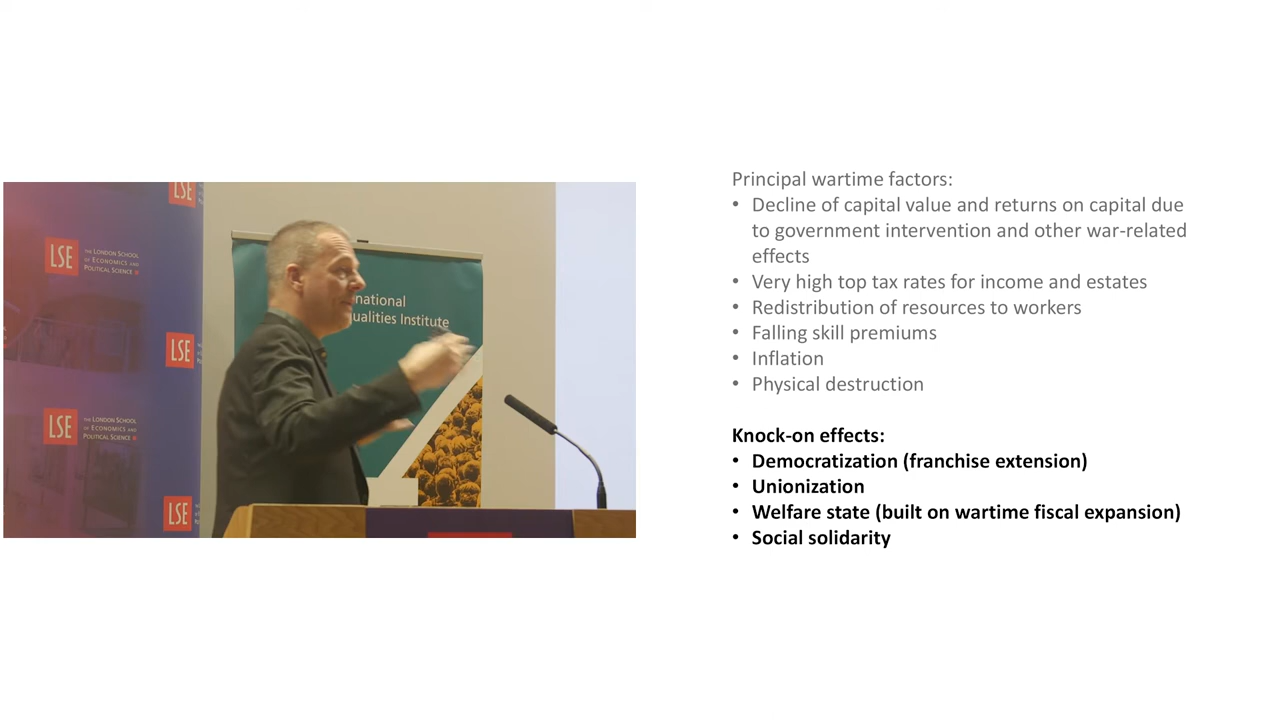 LSE
LSE
THE LONDON SCHOOL
OF ECONOMICS AND
POLITICAL SCIENCE
LSE
LSE
THE LONDON SCHOOL
OF ECONOMICS AND
POLITICAL SCIENCE
LSE
national
ualities Institute
Principal wartime factors:
• Decline of capital value and returns on capital due
to government intervention and other war-related
effects
• Very high top tax rates for income and estates
• Redistribution of resources to workers
• Falling skill premiums
• Inflation
• Physical destruction
Knock-on effects:
• Democratization (franchise extension)
• Unionization
• Welfare state (built on wartime fiscal expansion)
• Social solidarity